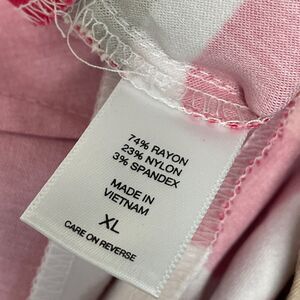 74% RAYON
23% NYLON
3% SPANDEX
MADE IN
VIETNAM
XL
CARE ON REVERSE